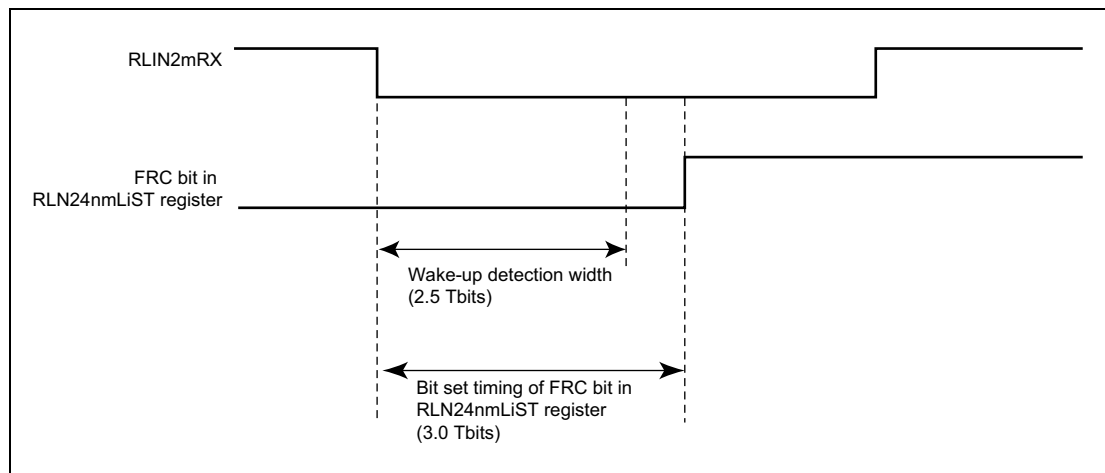 RLIN2mRX
FRC bit in
RLN24nmLiST register
Wake-up detection width
(2.5 Tbits)
Bit set timing of FRC bit in
RLN24nmLiST register
(3.0 Tbits)